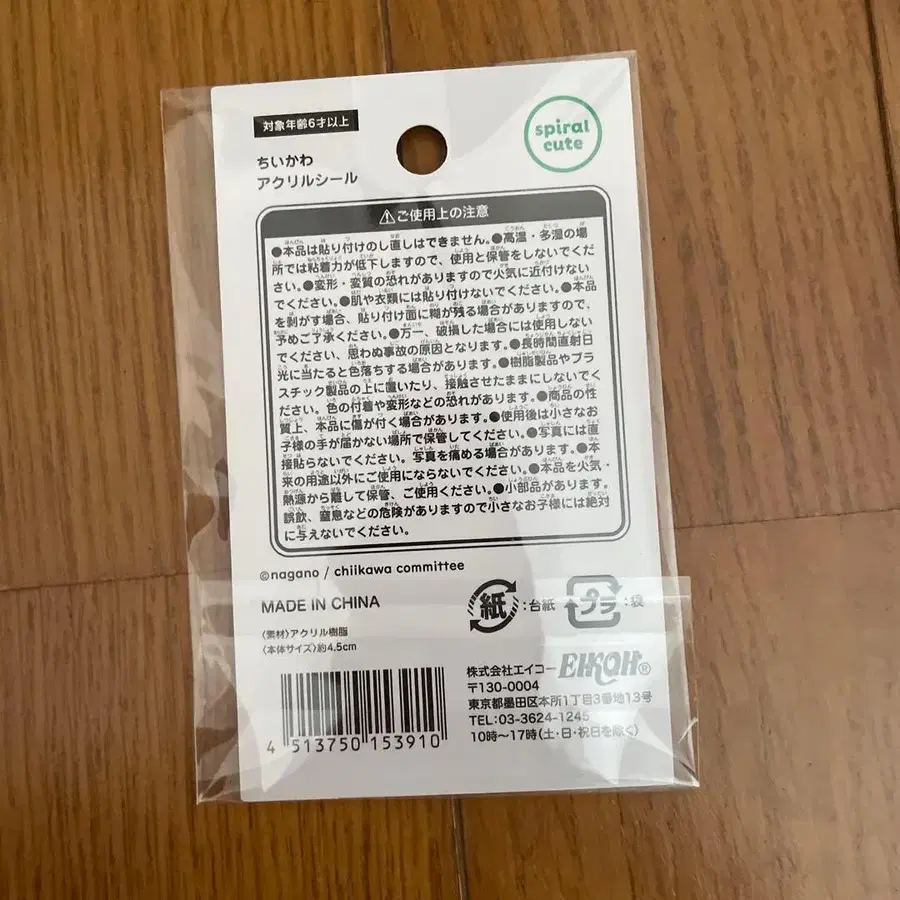 対象年齢6才以上
spiral
cute
ちいかわ
アクリルシール
⚠ご使用上の注意
●本品は貼り付けのし直しはできません。●高温・多湿の場
所では粘着力が低下しますので、使用と保管をしないでくだ
さい。●変形・変質の恐れがありますので火気に近付けない
でください。●肌や衣類には貼り付けないでください。●本品
を剥がす場合、貼り付け面に糊が残る場合がありますので、
予めご了承ください。●万一、破損した場合には使用しない
でください、思わぬ事故の原因となります。●長時間直射日
光に当たると色落ちする場合があります。●樹脂製品やプラ
スチック製品の上に置いたり、接触させたままにしないでく
ださい。色の付着や変形などの恐れがあります。●商品の性
質上、本品に傷が付く場合があります。●使用後は小さなお
子様の手が届かない場所で保管してください。●写真には直
接貼らないでください。写真を痛める場合があります。●本
来の用途以外にご使用にならないでください。●本品を火気・
熱源から離して保管、ご使用ください。●小部品があります。
誤飲、窒息などの危険がありますので小さなお子様には絶対
に与えないでください。
©nagano / chiikawa committee
MADE IN CHINA
紙:台紙 プラ:袋
〈素材〉アクリル樹脂
〈本体サイズ〉約4.5cm
株式会社エイコー EIKOH®
〒130-0004
東京都墨田区本所1丁目3番地13号
TEL:03-3624-1245
10時〜17時(土・日・祝日を除く)
4 513750 153910